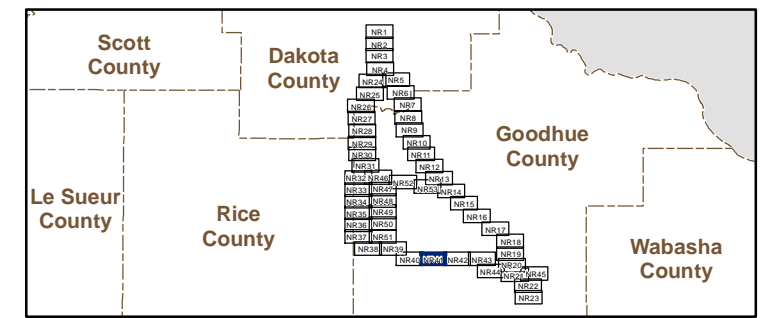 Scott
County
Dakota
County
Goodhue
County
Le Sueur
County
Rice
County
Wabasha
County
NR1
NR2
NR3
NR4
NR24 NR5
NR25 NR6
NR26 NR7
NR27 NR8
NR28 NR9
NR29 NR10
NR30 NR11
NR31 NR12
NR32 NR46 NR52 NR13
NR33 NR47 NR53 NR14
NR34 NR48 NR15
NR35 NR49 NR16
NR36 NR50 NR17
NR37 NR51 NR18
NR38 NR39 NR19
NR40 NR41 NR42 NR43 NR20
NR44 NR21 NR45
NR22
NR23